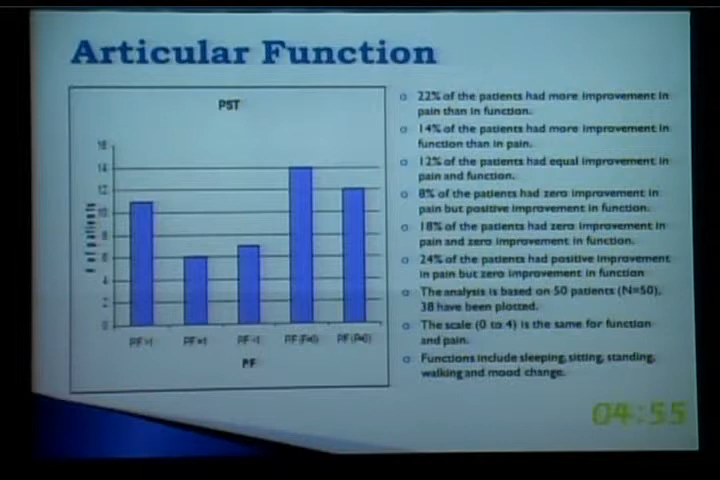 Articular Function
PST
16
14
12
10
8
6
4
2
0
# of patients
P/F>1
P/F=1
P/F<1
PF
22% of the patients had more improvement in
pain than in function.
14% of the patients had more improvement in
function than in pain.
12% of the patients had equal improvement in
pain and function.
8% of the patients had zero improvement in
pain but positive improvement in function.
18% of the patients had zero improvement in
pain and zero improvement in function.
24% of the patients had positive improvement
in pain but zero improvement in function
The analysis is based on 50 patients (N=50),
38 have been plotted.
The scale (0 to 4) is the same for function
and pain.
Functions include sleeping, sitting, standing,
walking and mood change.
04:55